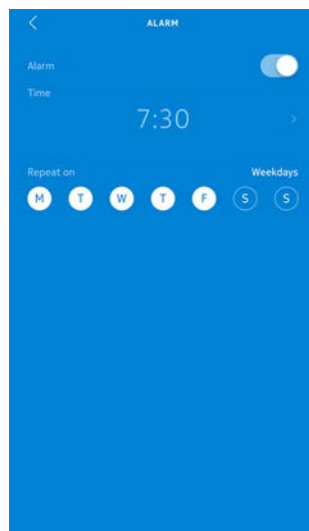 ALARM
Alarm
Time
7:30
Repeat on Weekdays
M T W T F S S